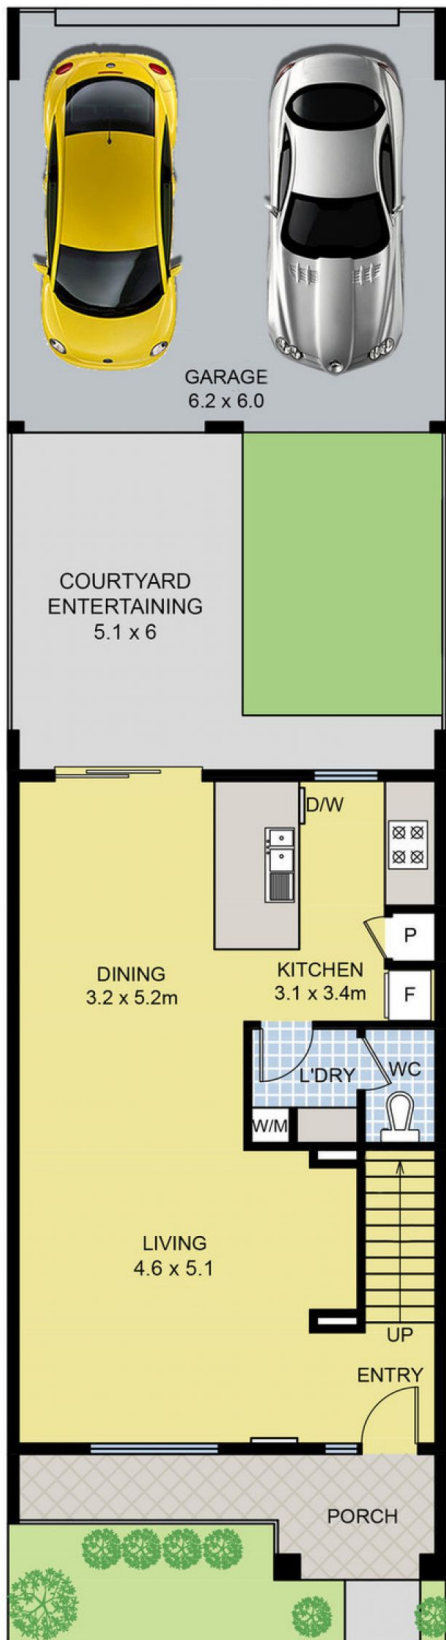 GARAGE
6.2 x 6.0
COURTYARD
ENTERTAINING
5.1 x 6
D/W
P
DINING
3.2 x 5.2m
KITCHEN
3.1 x 3.4m
F
L'DRY
WC
W/M
LIVING
4.6 x 5.1
UP
ENTRY
PORCH